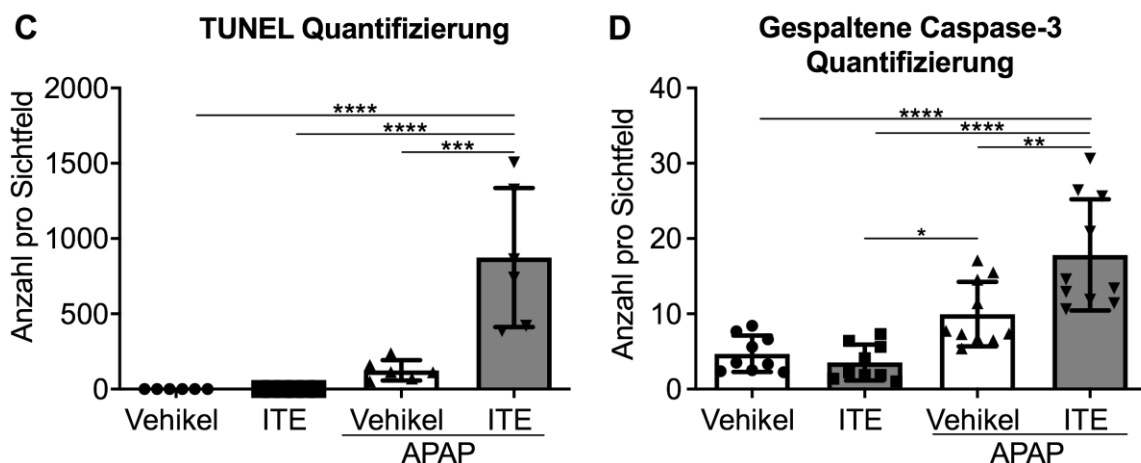 C
TUNEL Quantifizierung
Anzahl pro Sichtfeld
2000
1500
1000
500
0
****
****
***
Vehikel
ITE
Vehikel
ITE
APAP
D
Gespaltene Caspase-3
Quantifizierung
Anzahl pro Sichtfeld
40
30
20
10
0
****
****
**
*
Vehikel
ITE
Vehikel
ITE
APAP